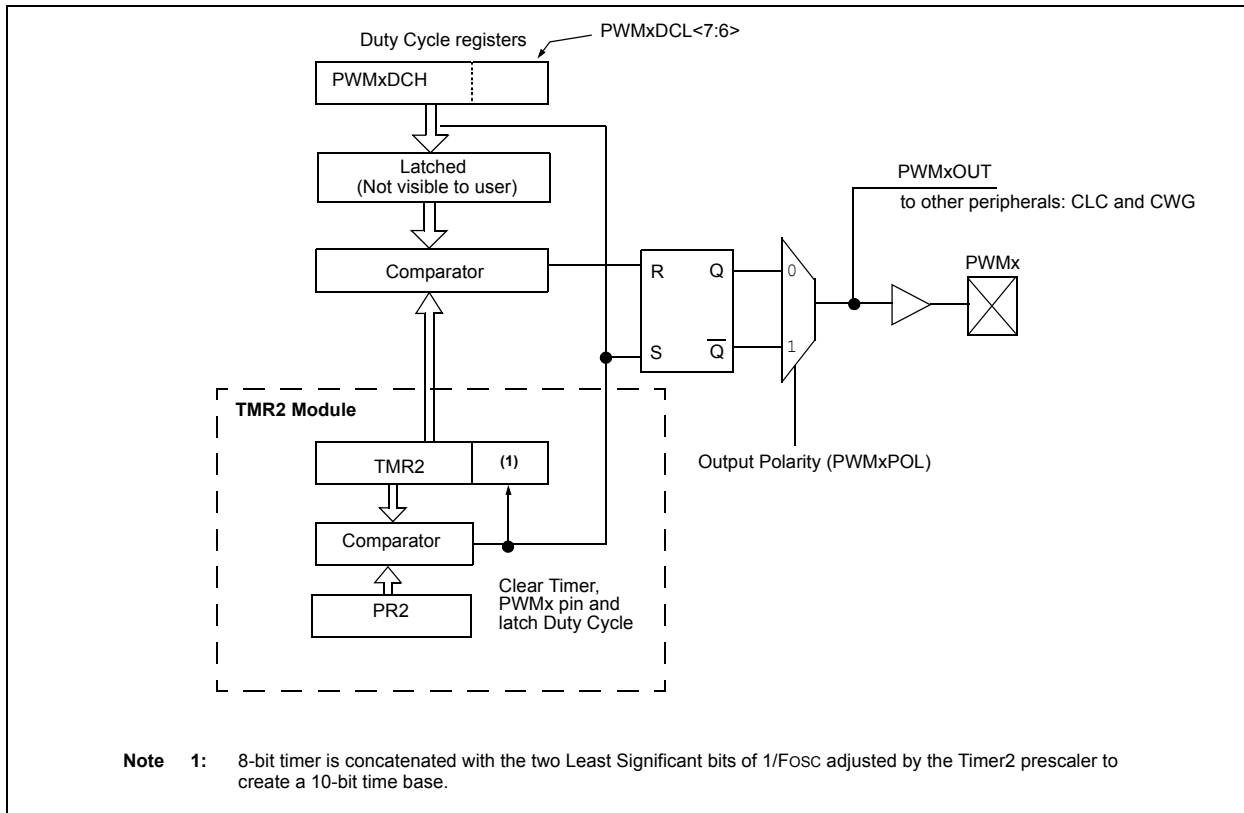 Duty Cycle registers
PWMxDCL<7:6>
PWMxDCH
Latched
(Not visible to user)
Comparator
R
Q
S
Q̅
0
1
PWMxOUT
to other peripherals: CLC and CWG
PWMx
Output Polarity (PWMxPOL)
TMR2 Module
TMR2
(1)
Comparator
PR2
Clear Timer,
PWMx pin and
latch Duty Cycle
Note 1: 8-bit timer is concatenated with the two Least Significant bits of 1/FOSC adjusted by the Timer2 prescaler to
create a 10-bit time base.